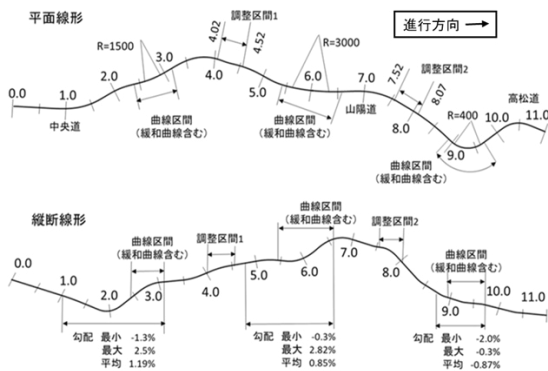 平面線形
進行方向
R=1500
4.02
調整区間1
4.52
R=3000
0.0
1.0
2.0
3.0
4.0
5.0
6.0
7.0
7.52
調整区間2
8.07
8.0
R=400
9.0
10.0
高松道
11.0
中央道
曲線区間
(緩和曲線含む)
曲線区間
(緩和曲線含む)
山陽道
曲線区間
(緩和曲線含む)
縦断線形
0.0
1.0
2.0
曲線区間
(緩和曲線含む)
3.0
調整区間1
4.0
5.0
曲線区間
(緩和曲線含む)
6.0
7.0
調整区間2
8.0
曲線区間
(緩和曲線含む)
9.0
10.0
11.0
勾配 最小 -1.3%
最大 2.5%
平均 1.19%
勾配 最小 -0.3%
最大 2.82%
平均 0.85%
勾配 最小 -2.0%
最大 -0.3%
平均 -0.87%